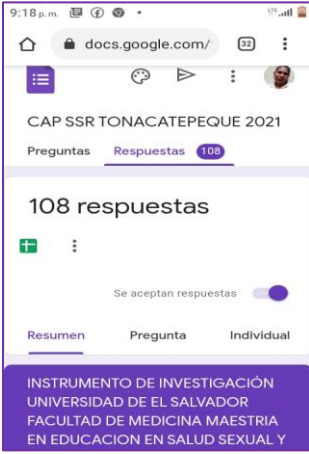 9:18 p. m.
docs.google.com/
32
CAP SSR TONACATEPEQUE 2021
Preguntas Respuestas 108
108 respuestas
Se aceptan respuestas
Resumen Pregunta Individual
INSTRUMENTO DE INVESTIGACIÓN
UNIVERSIDAD DE EL SALVADOR
FACULTAD DE MEDICINA MAESTRIA
EN EDUCACION EN SALUD SEXUAL Y